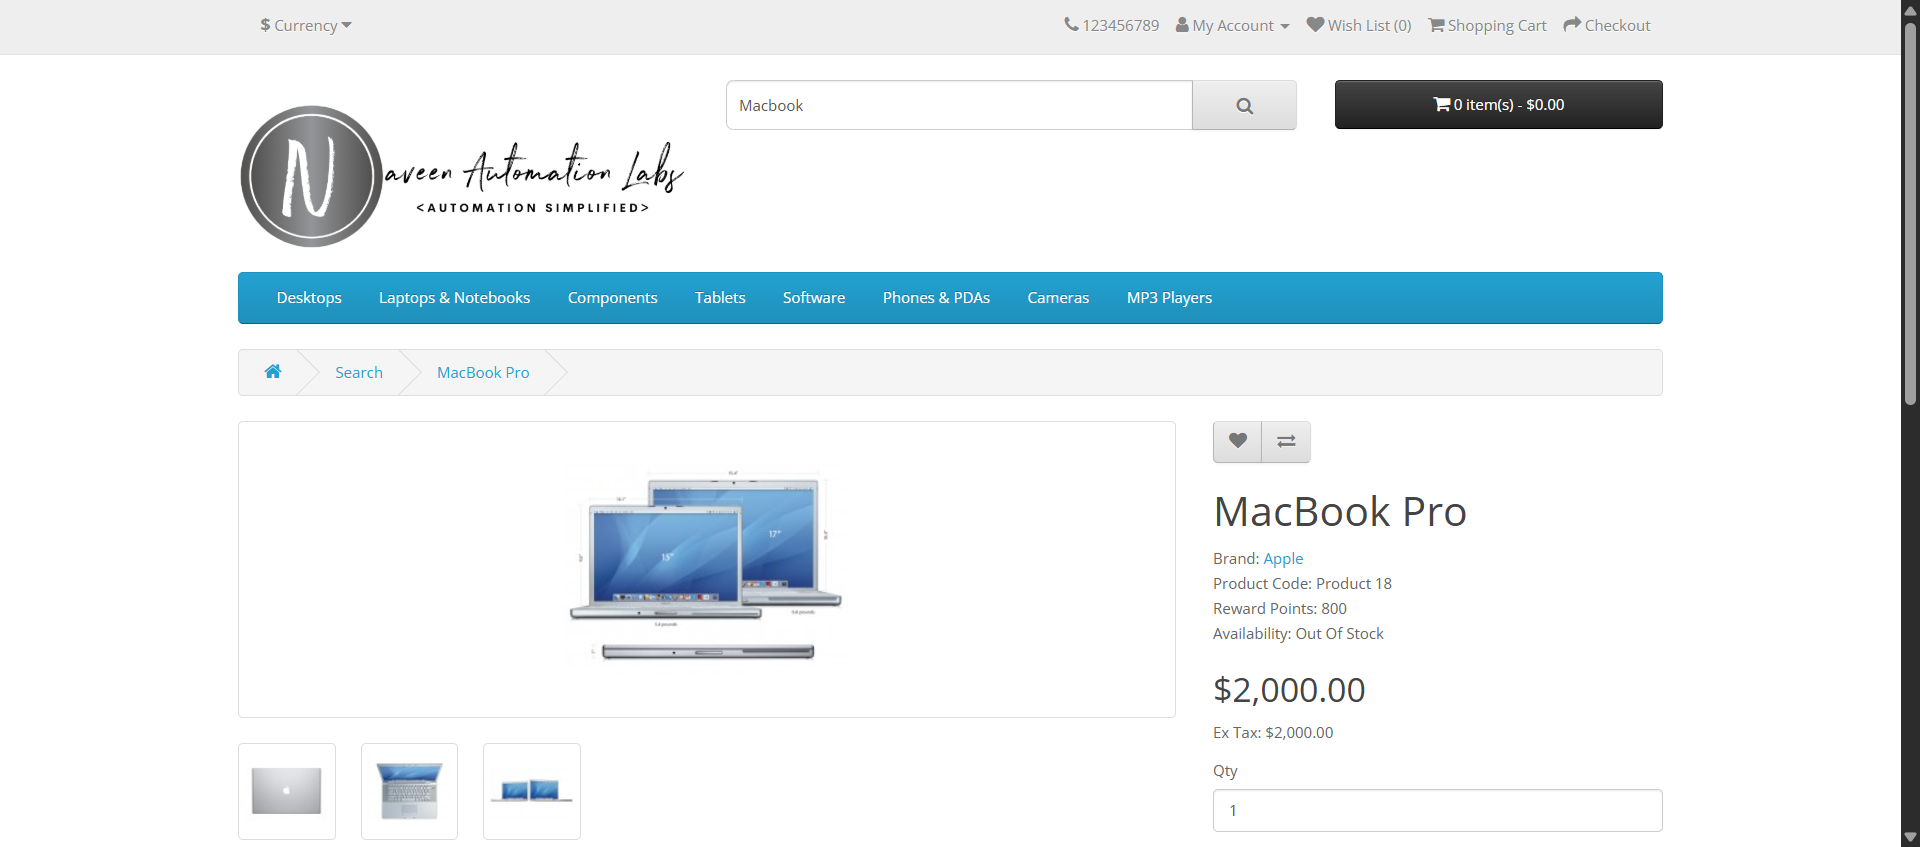 $ Currency
123456789
My Account
Wish List (0)
Shopping Cart
Checkout
Macbook
0 item(s) - $0.00
N
aveen Automation Labs
<AUTOMATION SIMPLIFIED>
Desktops
Laptops & Notebooks
Components
Tablets
Software
Phones & PDAs
Cameras
MP3 Players
Search
MacBook Pro
15"
17"
MacBook Pro
Brand: Apple
Product Code: Product 18
Reward Points: 800
Availability: Out Of Stock
$2,000.00
Ex Tax: $2,000.00
Qty
1